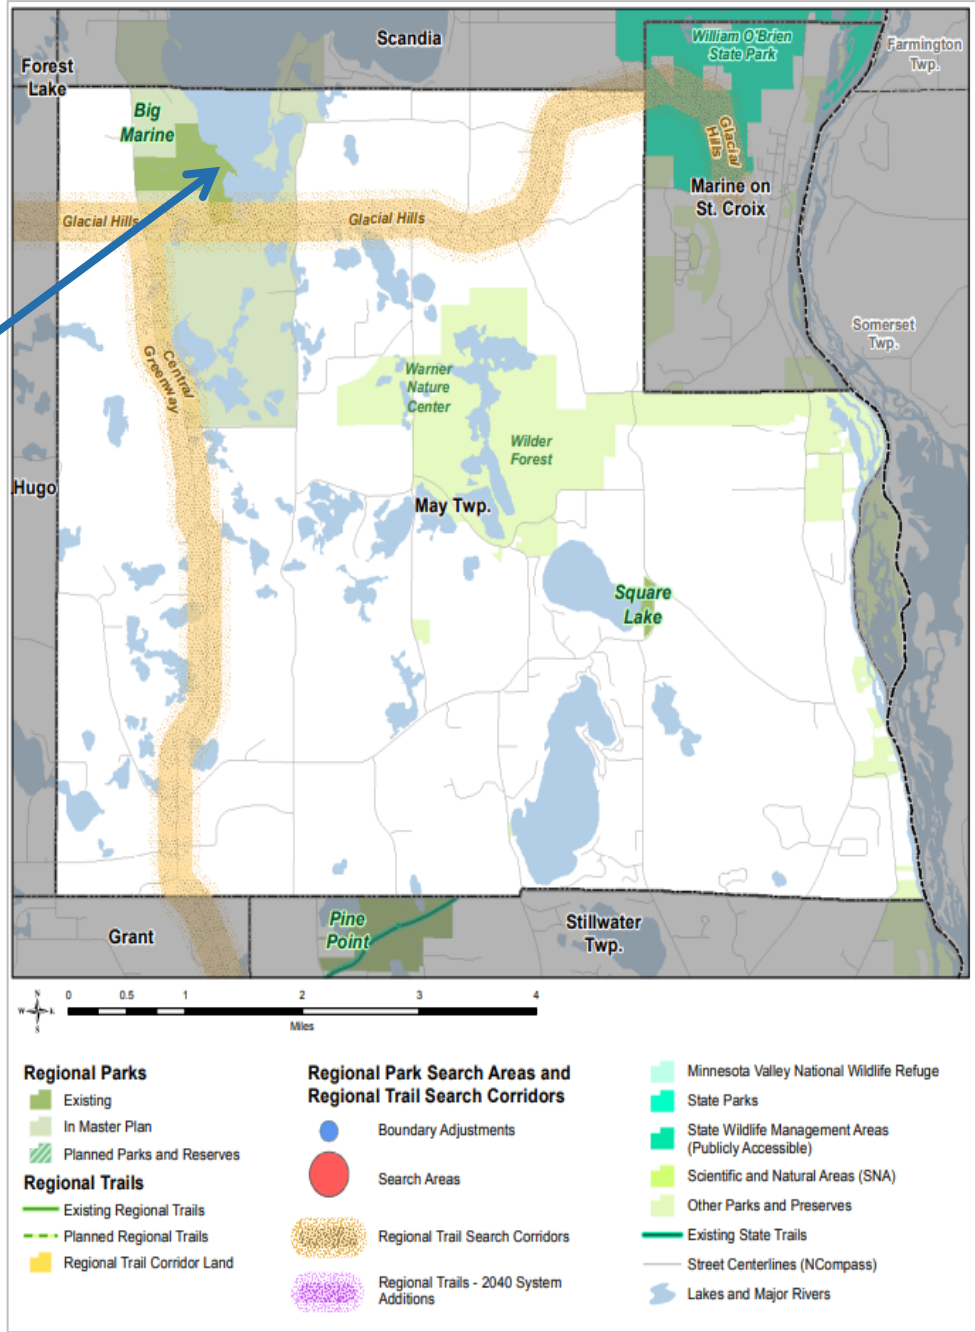 Scandia
William O'Brien
State Park
Farmington
Twp.
Forest
Lake
Big
Marine
Glacial
Hills
Marine on
St. Croix
Glacial Hills
Glacial Hills
Somerset
Twp.
Central
Greenway
Warner
Nature
Center
Wilder
Forest
Hugo
May Twp.
Square
Lake
Pine
Point
Grant
Stillwater
Twp.
N
W E
S
0 0.5 1 2 3 4
Miles
Regional Parks
Existing
In Master Plan
Planned Parks and Reserves
Regional Trails
Existing Regional Trails
Planned Regional Trails
Regional Trail Corridor Land
Regional Park Search Areas and
Regional Trail Search Corridors
Boundary Adjustments
Search Areas
Regional Trail Search Corridors
Regional Trails - 2040 System
Additions
Minnesota Valley National Wildlife Refuge
State Parks
State Wildlife Management Areas
(Publicly Accessible)
Scientific and Natural Areas (SNA)
Other Parks and Preserves
Existing State Trails
Street Centerlines (NCompass)
Lakes and Major Rivers